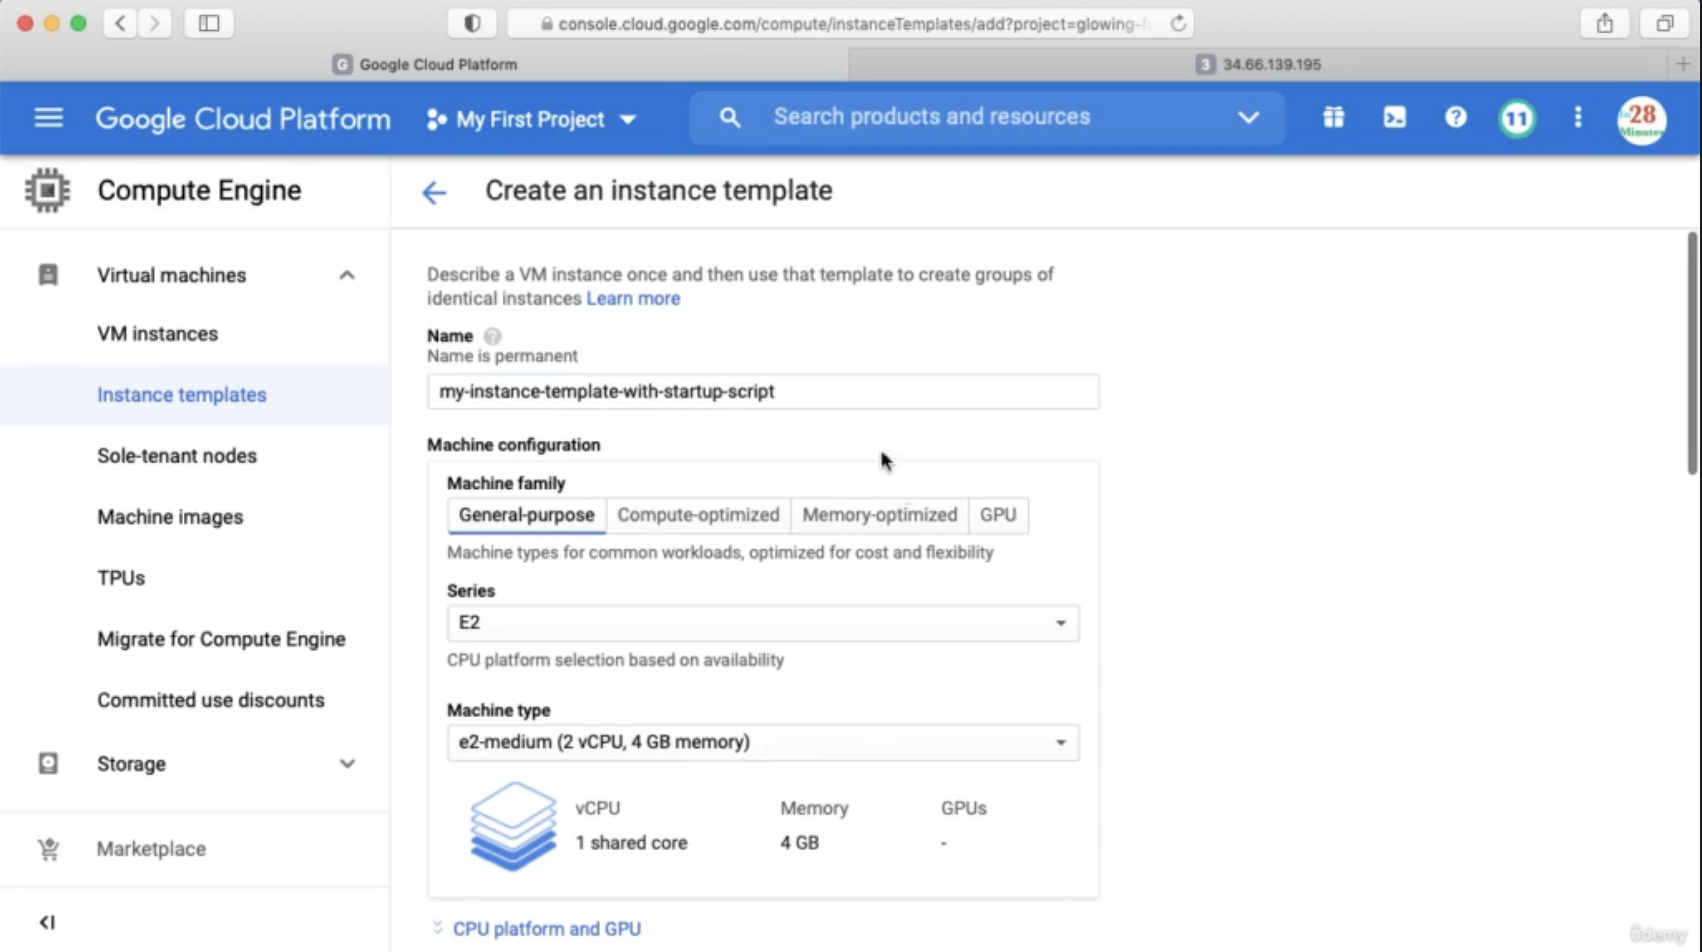 console.cloud.google.com/compute/instanceTemplates/add?project=glowing-
G Google Cloud Platform
3 34.66.139.195
Google Cloud Platform
My First Project
Search products and resources
11
in28
Minutes
Compute Engine
Create an instance template
Virtual machines
VM instances
Instance templates
Sole-tenant nodes
Machine images
TPUs
Migrate for Compute Engine
Committed use discounts
Storage
Marketplace
Describe a VM instance once and then use that template to create groups of
identical instances Learn more
Name ?
Name is permanent
my-instance-template-with-startup-script
Machine configuration
Machine family
General-purpose Compute-optimized Memory-optimized GPU
Machine types for common workloads, optimized for cost and flexibility
Series
E2
CPU platform selection based on availability
Machine type
e2-medium (2 vCPU, 4 GB memory)
vCPU Memory GPUs
1 shared core 4 GB -
CPU platform and GPU
ûdemy